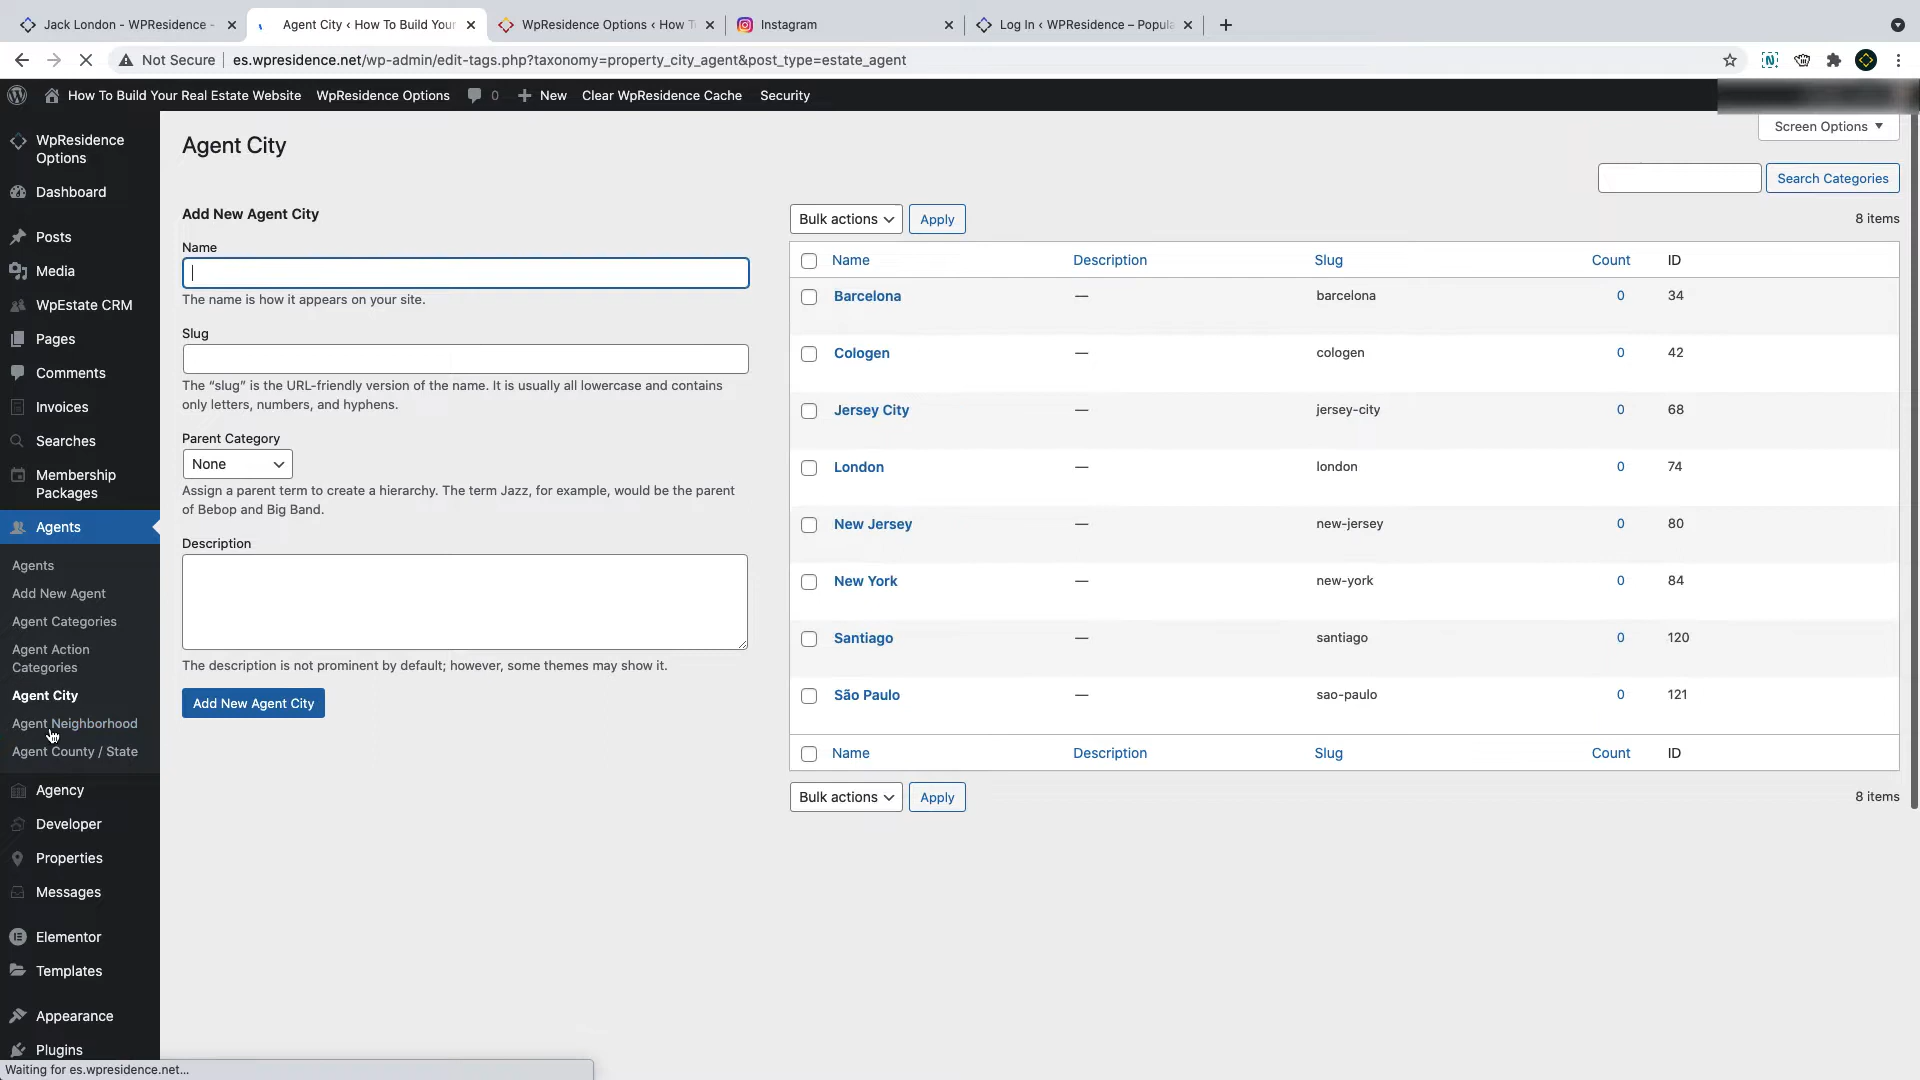 Jack London - WPResidence -
Agent City ‹ How To Build Your
WpResidence Options ‹ How T
Instagram
Log In ‹ WPResidence – Popula
Not Secure
es.wpresidence.net/wp-admin/edit-tags.php?taxonomy=property_city_agent&post_type=estate_agent
How To Build Your Real Estate Website
WpResidence Options
0
New
Clear WpResidence Cache
Security
WpResidence
Options
Dashboard
Posts
Media
WpEstate CRM
Pages
Comments
Invoices
Searches
Membership
Packages
Agents
Agents
Add New Agent
Agent Categories
Agent Action
Categories
Agent City
Agent Neighborhood
Agent County / State
Agency
Developer
Properties
Messages
Elementor
Templates
Appearance
Plugins
Waiting for es.wpresidence.net...
Agent City
Screen Options
Search Categories
Add New Agent City
Name
The name is how it appears on your site.
Slug
The “slug” is the URL-friendly version of the name. It is usually all lowercase and contains
only letters, numbers, and hyphens.
Parent Category
None
Assign a parent term to create a hierarchy. The term Jazz, for example, would be the parent
of Bebop and Big Band.
Description
The description is not prominent by default; however, some themes may show it.
Add New Agent City
Bulk actions
Apply
8 items
Name Description Slug Count ID
Barcelona — barcelona 0 34
Cologen — cologen 0 42
Jersey City — jersey-city 0 68
London — london 0 74
New Jersey — new-jersey 0 80
New York — new-york 0 84
Santiago — santiago 0 120
São Paulo — sao-paulo 0 121
Name Description Slug Count ID
Bulk actions
Apply
8 items